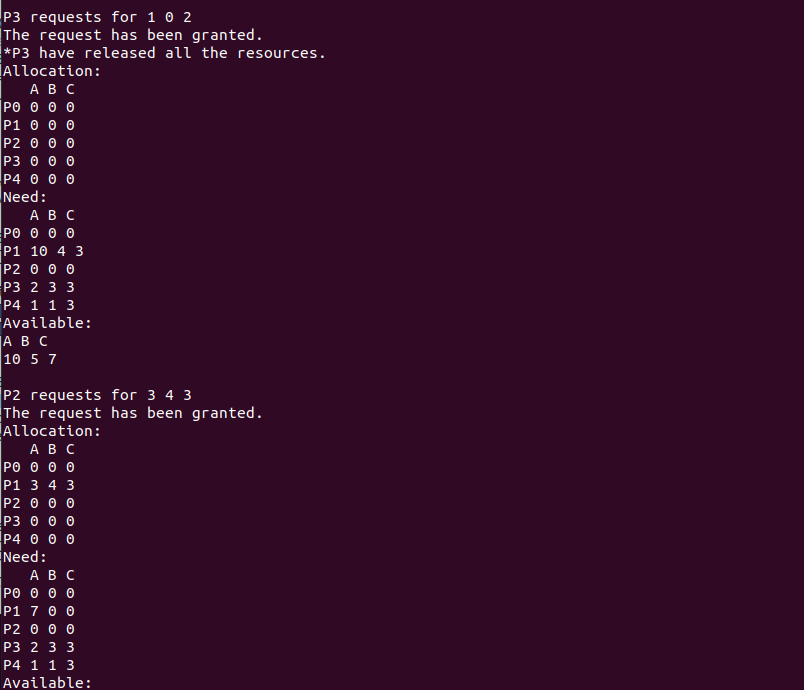 P3 requests for 1 0 2
The request has been granted.
*P3 have released all the resources.
Allocation:
A B C
P0 0 0 0
P1 0 0 0
P2 0 0 0
P3 0 0 0
P4 0 0 0
Need:
A B C
P0 0 0 0
P1 10 4 3
P2 0 0 0
P3 2 3 3
P4 1 1 3
Available:
A B C
10 5 7
P2 requests for 3 4 3
The request has been granted.
Allocation:
A B C
P0 0 0 0
P1 3 4 3
P2 0 0 0
P3 0 0 0
P4 0 0 0
Need:
A B C
P0 0 0 0
P1 7 0 0
P2 0 0 0
P3 2 3 3
P4 1 1 3
Available: